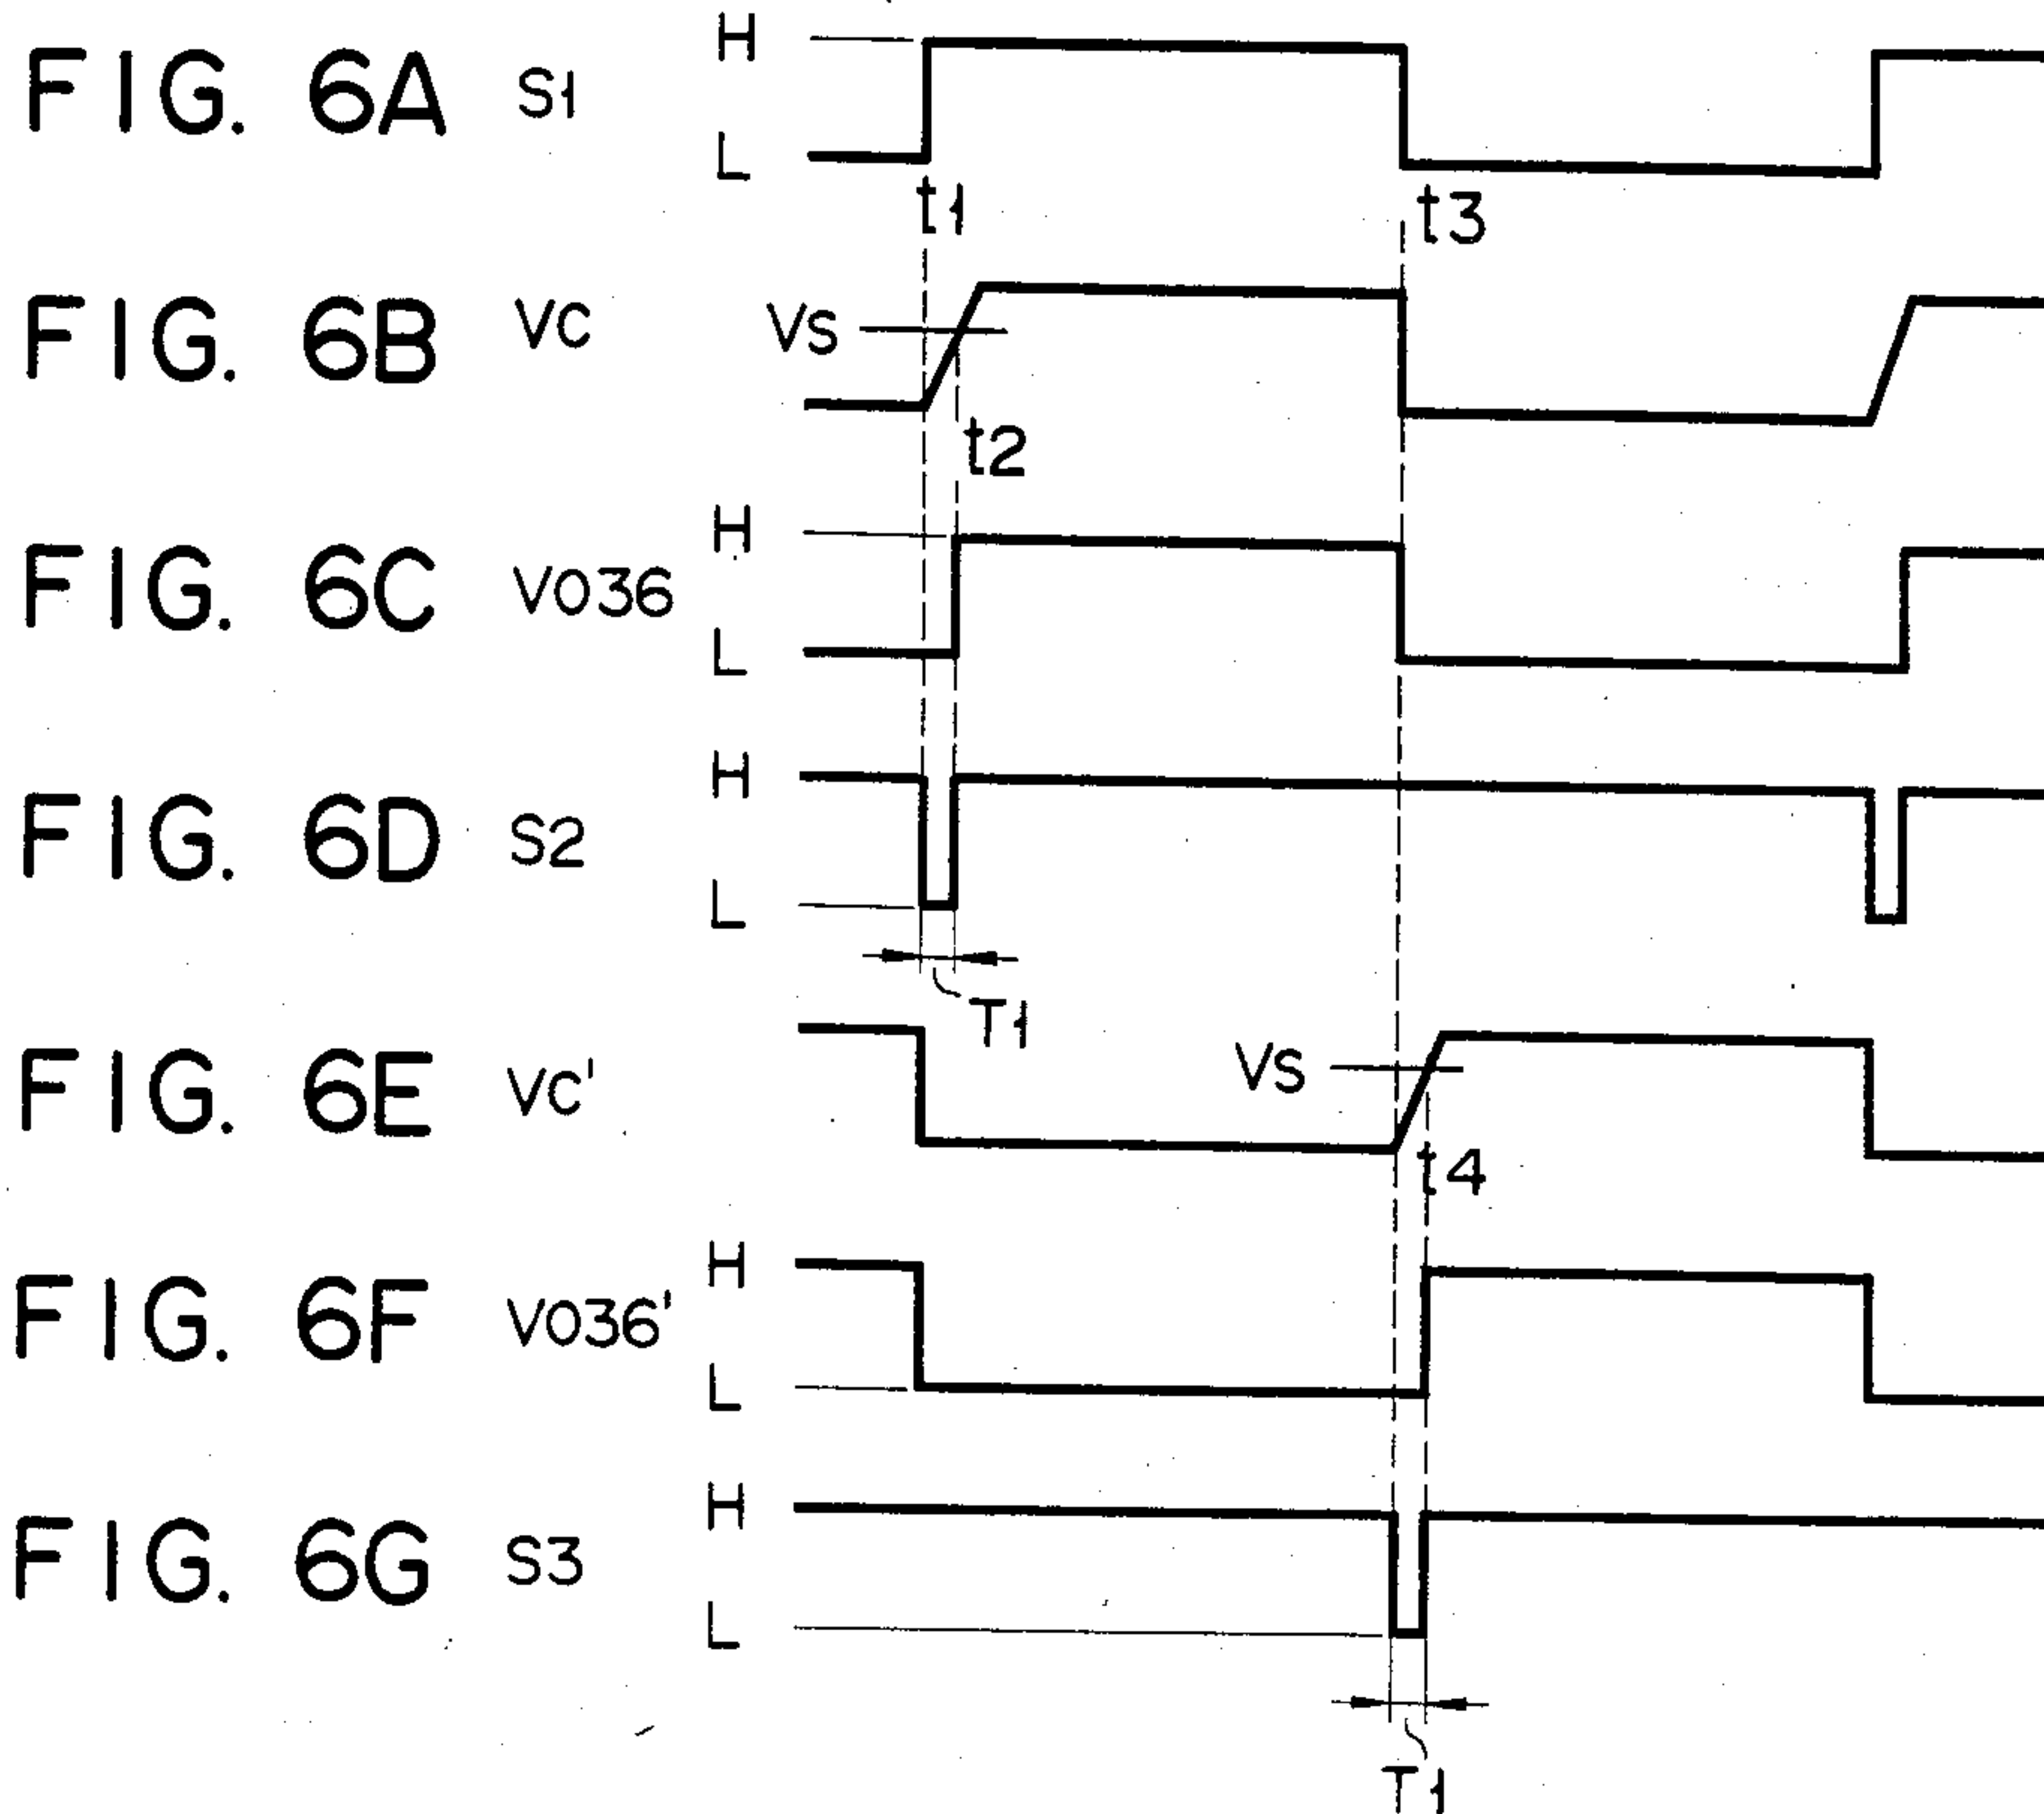 FIG. 6A S1 H
L
t1 t3
FIG. 6B VC VS
t2
FIG. 6C VO36 H
L
FIG. 6D S2 H
L
T1
FIG. 6E VC' VS
t4
FIG. 6F VO36' H
L
FIG. 6G S3 H
L
T1